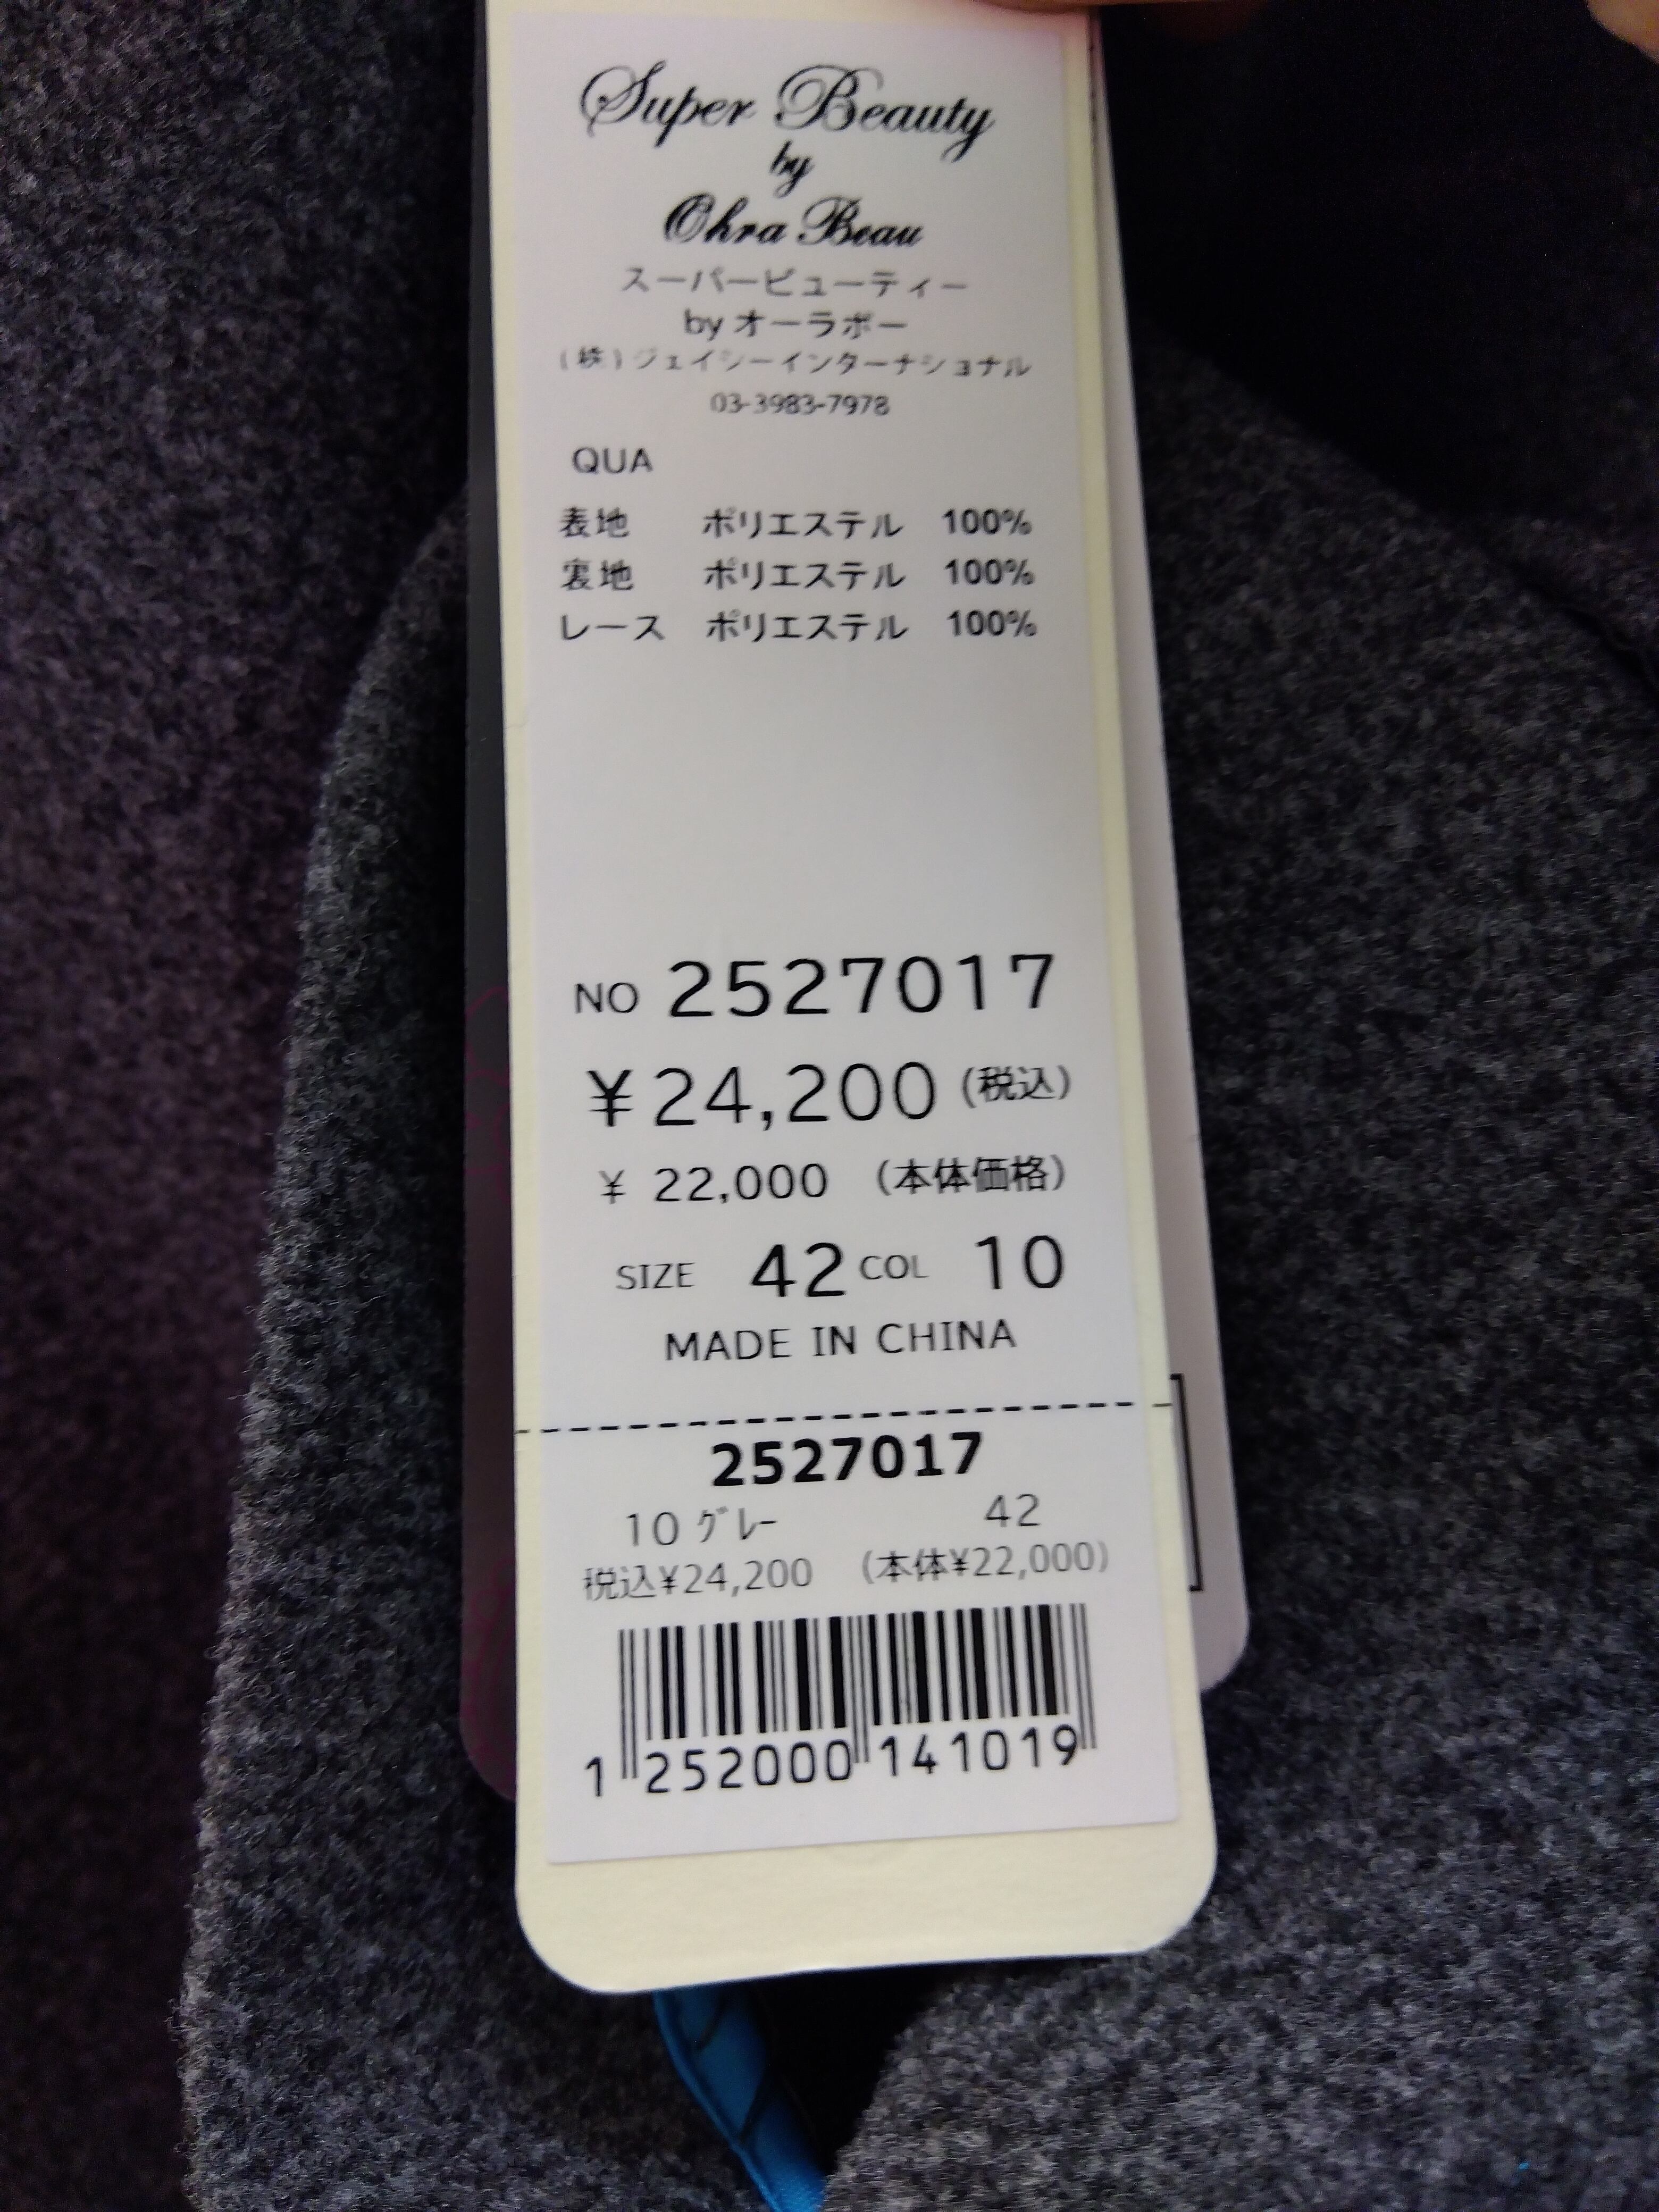 Super Beauty
by
Ohra Beau
スーパービューティー
by オーラボー
(株)ジェイシーインターナショナル
03-3983-7978
QUA
表地 ポリエステル 100%
裏地 ポリエステル 100%
レース ポリエステル 100%
NO 2527017
¥24,200 (税込)
¥ 22,000 (本体価格)
SIZE 42 COL 10
MADE IN CHINA
2527017
10 ｸﾞﾚｰ 42
税込¥24,200 (本体¥22,000)
1 252000 141019